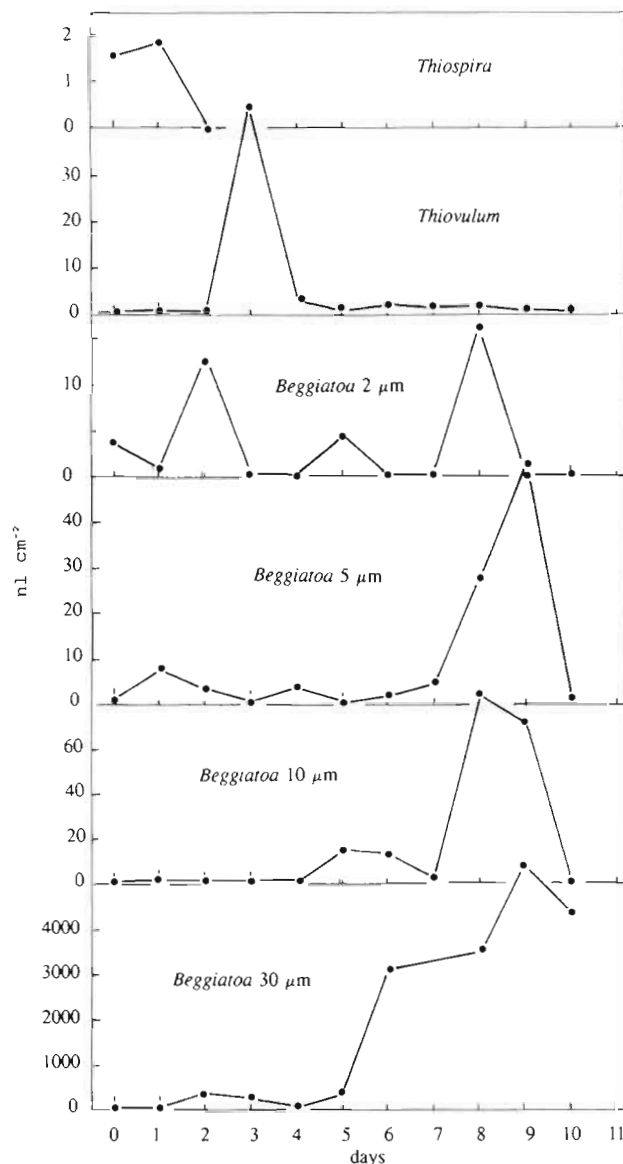 2
1
Thiospira
0
30
20
Thiovulum
10
0
10
Beggiatoa 2 µm
0
40
30
Beggiatoa 5 µm
20
10
0
60
40
Beggiatoa 10 µm
20
0
4000
3000
Beggiatoa 30 µm
2000
1000
0
0 1 2 3 4 5 6 7 8 9 10 11
days
nl cm⁻²